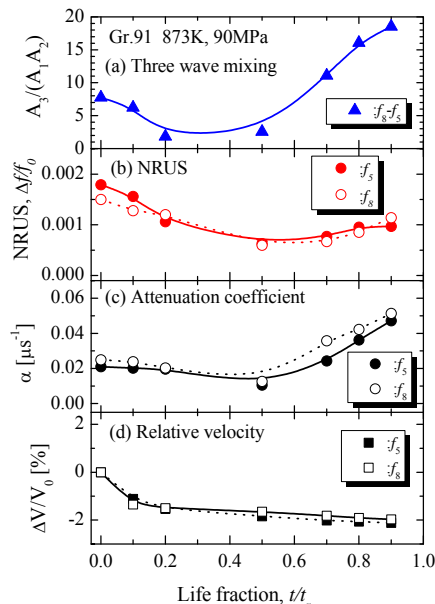 Gr.91 873K, 90MPa
(a) Three wave mixing
A₃/(A₁A₂)
20
15
10
5
0
:f₈-f₅
(b) NRUS
NRUS, Δf/f₀
0.002
0.001
0.000
:f₅
:f₈
(c) Attenuation coefficient
α [μs⁻¹]
0.06
0.04
0.02
0.00
:f₅
:f₈
(d) Relative velocity
ΔV/V₀ [%]
2
0
-2
:f₅
:f₈
0.0 0.2 0.4 0.6 0.8 1.0
Life fraction, t/t